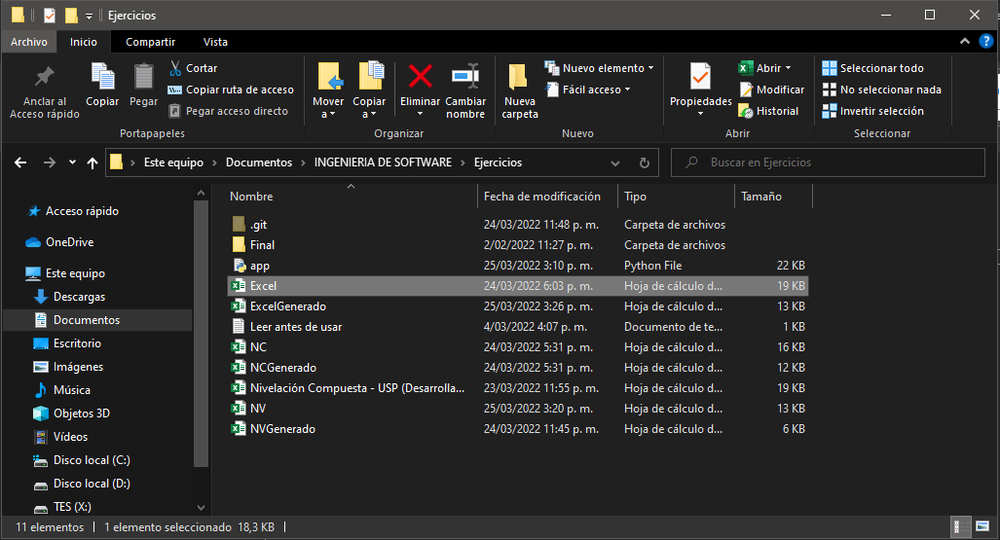 Ejercicios
Archivo Inicio Compartir Vista
Anclar al Acceso rápido
Copiar
Pegar
Cortar
Copiar ruta de acceso
Pegar acceso directo
Portapapeles
Mover a
Copiar a
Eliminar
Cambiar nombre
Organizar
Nueva carpeta
Nuevo elemento
Fácil acceso
Nuevo
Propiedades
Abrir
Modificar
Historial
Abrir
Seleccionar todo
No seleccionar nada
Invertir selección
Seleccionar
Este equipo Documentos INGENIERIA DE SOFTWARE Ejercicios
Buscar en Ejercicios
Acceso rápido
OneDrive
Este equipo
Descargas
Documentos
Escritorio
Imágenes
Música
Objetos 3D
Vídeos
Disco local (C:)
Disco local (D:)
TES (X:)
Nombre Fecha de modificación Tipo Tamaño
.git 24/03/2022 11:48 p. m. Carpeta de archivos
Final 2/02/2022 11:27 p. m. Carpeta de archivos
app 25/03/2022 3:10 p. m. Python File 22 KB
Excel 24/03/2022 6:03 p. m. Hoja de cálculo d... 19 KB
ExcelGenerado 25/03/2022 3:26 p. m. Hoja de cálculo d... 13 KB
Leer antes de usar 4/03/2022 4:07 p. m. Documento de te... 1 KB
NC 24/03/2022 5:31 p. m. Hoja de cálculo d... 16 KB
NCGenerado 24/03/2022 5:31 p. m. Hoja de cálculo d... 12 KB
Nivelación Compuesta - USP (Desarrolla... 23/03/2022 11:55 p. m. Hoja de cálculo d... 19 KB
NV 25/03/2022 3:20 p. m. Hoja de cálculo d... 13 KB
NVGenerado 24/03/2022 11:45 p. m. Hoja de cálculo d... 6 KB
11 elementos 1 elemento seleccionado 18,3 KB